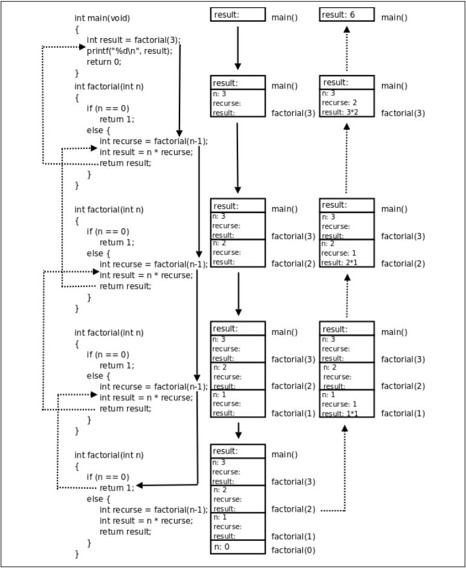 int main(void)
{
int result = factorial(3);
printf("%d\n", result);
return 0;
}
int factorial(int n)
{
if (n == 0)
return 1;
else {
int recurse = factorial(n-1);
int result = n * recurse;
return result;
}
}
int factorial(int n)
{
if (n == 0)
return 1;
else {
int recurse = factorial(n-1);
int result = n * recurse;
return result;
}
}
int factorial(int n)
{
if (n == 0)
return 1;
else {
int recurse = factorial(n-1);
int result = n * recurse;
return result;
}
}
int factorial(int n)
{
if (n == 0)
return 1;
else {
int recurse = factorial(n-1);
int result = n * recurse;
return result;
}
}
result: main()
result:
n: 3
recurse:
result:
main()
factorial(3)
result:
n: 3
recurse:
result:
n: 2
recurse:
result:
main()
factorial(3)
factorial(2)
result:
n: 3
recurse:
result:
n: 2
recurse:
result:
n: 1
recurse:
result:
main()
factorial(3)
factorial(2)
factorial(1)
result:
n: 3
recurse:
result:
n: 2
recurse:
result:
n: 1
recurse:
result:
n: 0
main()
factorial(3)
factorial(2)
factorial(1)
factorial(0)
result: 6 main()
result:
n: 3
recurse: 2
result: 3*2
main()
factorial(3)
result:
n: 3
recurse:
result:
n: 2
recurse: 1
result: 2*1
main()
factorial(3)
factorial(2)
result:
n: 3
recurse:
result:
n: 2
recurse:
result:
n: 1
recurse: 1
result: 1*1
main()
factorial(3)
factorial(2)
factorial(1)